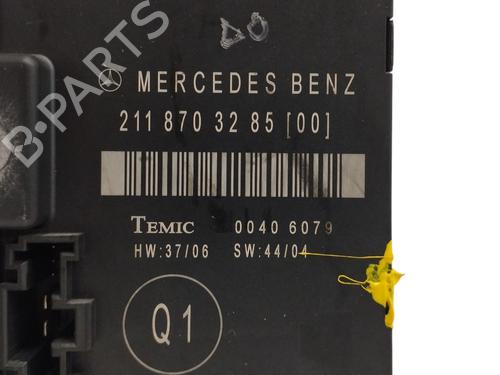 B-PARTS
MERCEDES BENZ
211 870 32 85 [00]
TEMIC 0040 6079
HW:37/06 SW:44/04
Q1